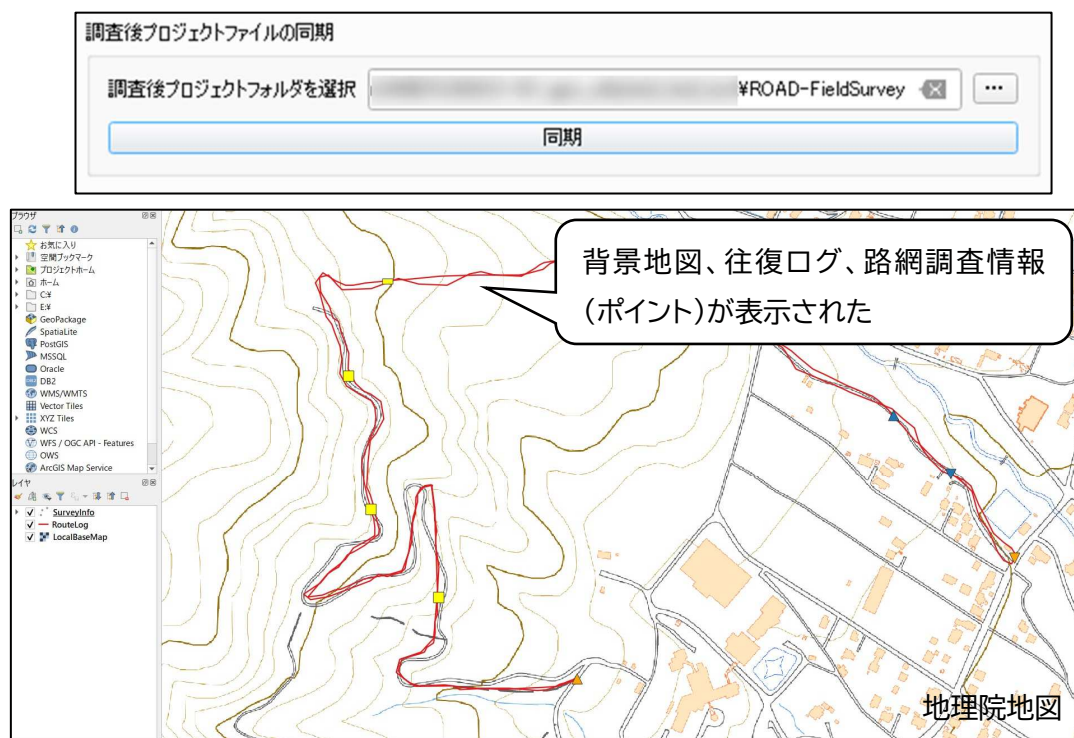 調査後プロジェクトファイルの同期
調査後プロジェクトフォルダを選択
¥ROAD-FieldSurvey
...
同期
ブラウザ
お気に入り
空間ブックマーク
プロジェクトホーム
ホーム
C:¥
E:¥
GeoPackage
SpatiaLite
PostGIS
MSSQL
Oracle
DB2
WMS/WMTS
Vector Tiles
XYZ Tiles
WCS
WFS / OGC API - Features
OWS
ArcGIS Map Service
レイヤ
SurveyInfo
RouteLog
LocalBaseMap
背景地図、往復ログ、路網調査情報
(ポイント)が表示された
地理院地図